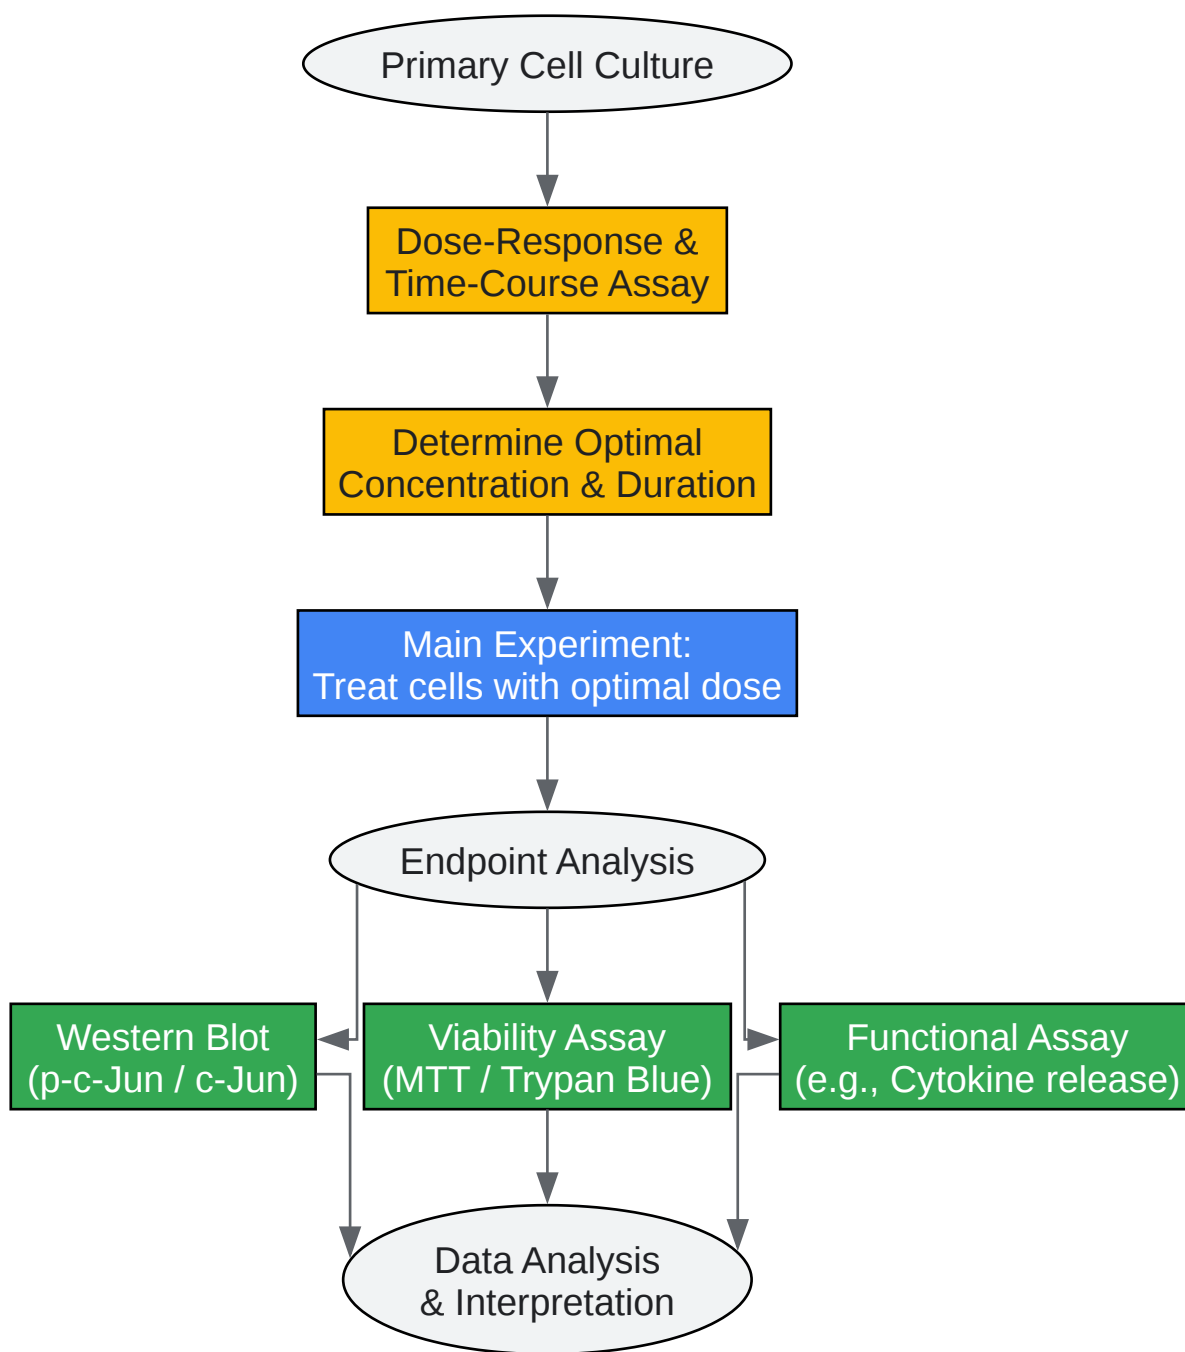 Primary Cell Culture
Dose-Response &
Time-Course Assay
Determine Optimal
Concentration & Duration
Main Experiment:
Treat cells with optimal dose
Endpoint Analysis
Western Blot
(p-c-Jun / c-Jun)
Viability Assay
(MTT / Trypan Blue)
Functional Assay
(e.g., Cytokine release)
Data Analysis
& Interpretation